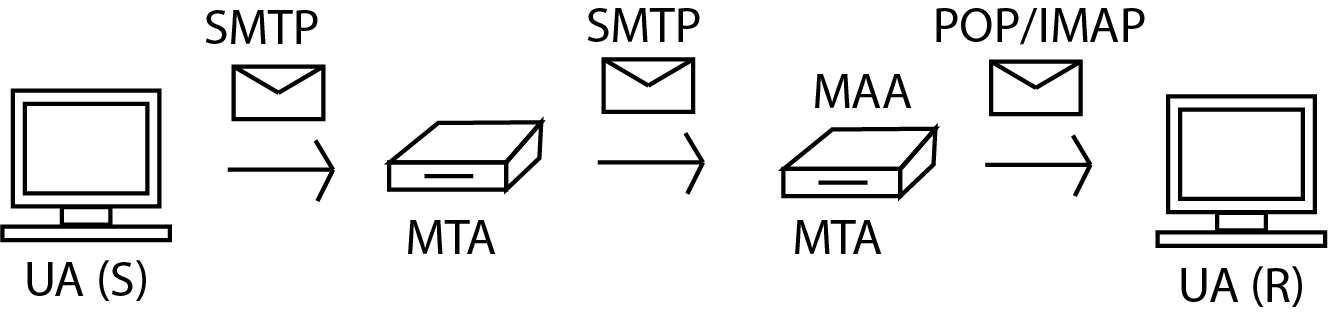 SMTP
SMTP
POP/IMAP
MAA
MTA
MTA
UA (S)
UA (R)